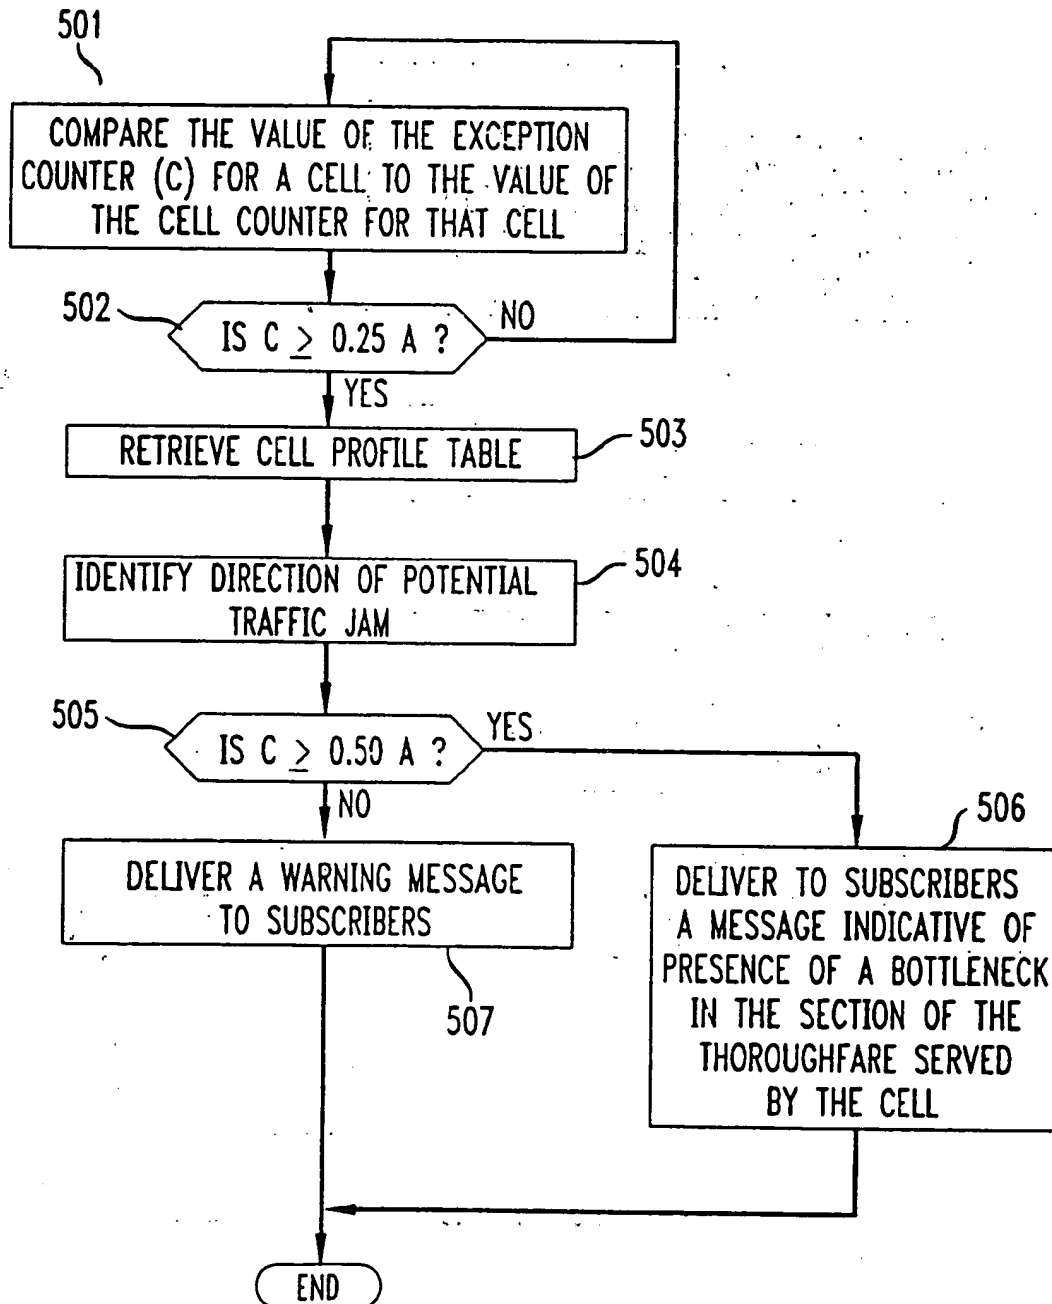 501
COMPARE THE VALUE OF THE EXCEPTION
COUNTER (C) FOR A CELL TO THE VALUE OF
THE CELL COUNTER FOR THAT CELL
502
IS C ≥ 0.25 A ?
NO
YES
RETRIEVE CELL PROFILE TABLE
503
IDENTIFY DIRECTION OF POTENTIAL
TRAFFIC JAM
504
505
IS C ≥ 0.50 A ?
YES
NO
DELIVER A WARNING MESSAGE
TO SUBSCRIBERS
507
506
DELIVER TO SUBSCRIBERS
A MESSAGE INDICATIVE OF
PRESENCE OF A BOTTLENECK
IN THE SECTION OF THE
THOROUGHFARE SERVED
BY THE CELL
END